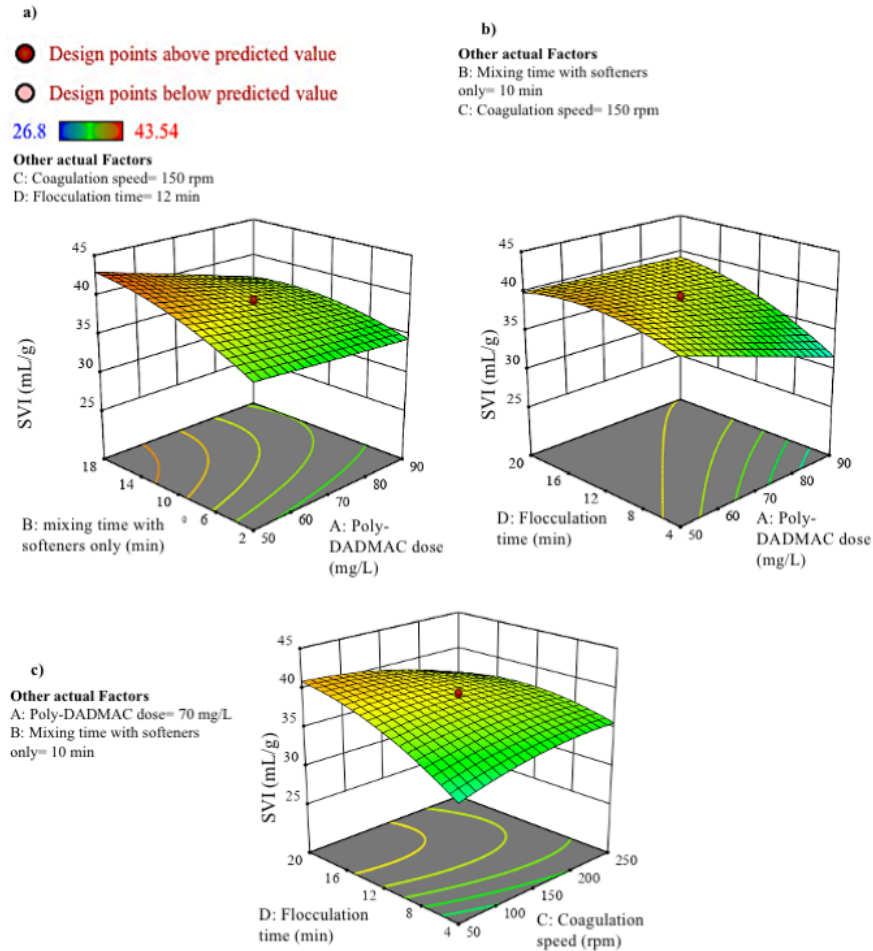 a)
Design points above predicted value
Design points below predicted value
26.8 43.54
Other actual Factors
C: Coagulation speed= 150 rpm
D: Flocculation time= 12 min
b)
Other actual Factors
B: Mixing time with softeners
only= 10 min
C: Coagulation speed= 150 rpm
45
40
35
30
25
SVI (mL/g)
18
14
10
6
2
B: mixing time with
softeners only (min)
50
60
70
80
90
A: Poly-
DADMAC dose
(mg/L)
45
40
35
30
25
SVI (mL/g)
20
16
12
8
4
D: Flocculation
time (min)
50
60
70
80
90
A: Poly-
DADMAC dose
(mg/L)
c)
Other actual Factors
A: Poly-DADMAC dose= 70 mg/L
B: Mixing time with softeners
only= 10 min
45
40
35
30
25
SVI (mL/g)
20
16
12
8
4
D: Flocculation
time (min)
50
100
150
200
250
C: Coagulation
speed (rpm)